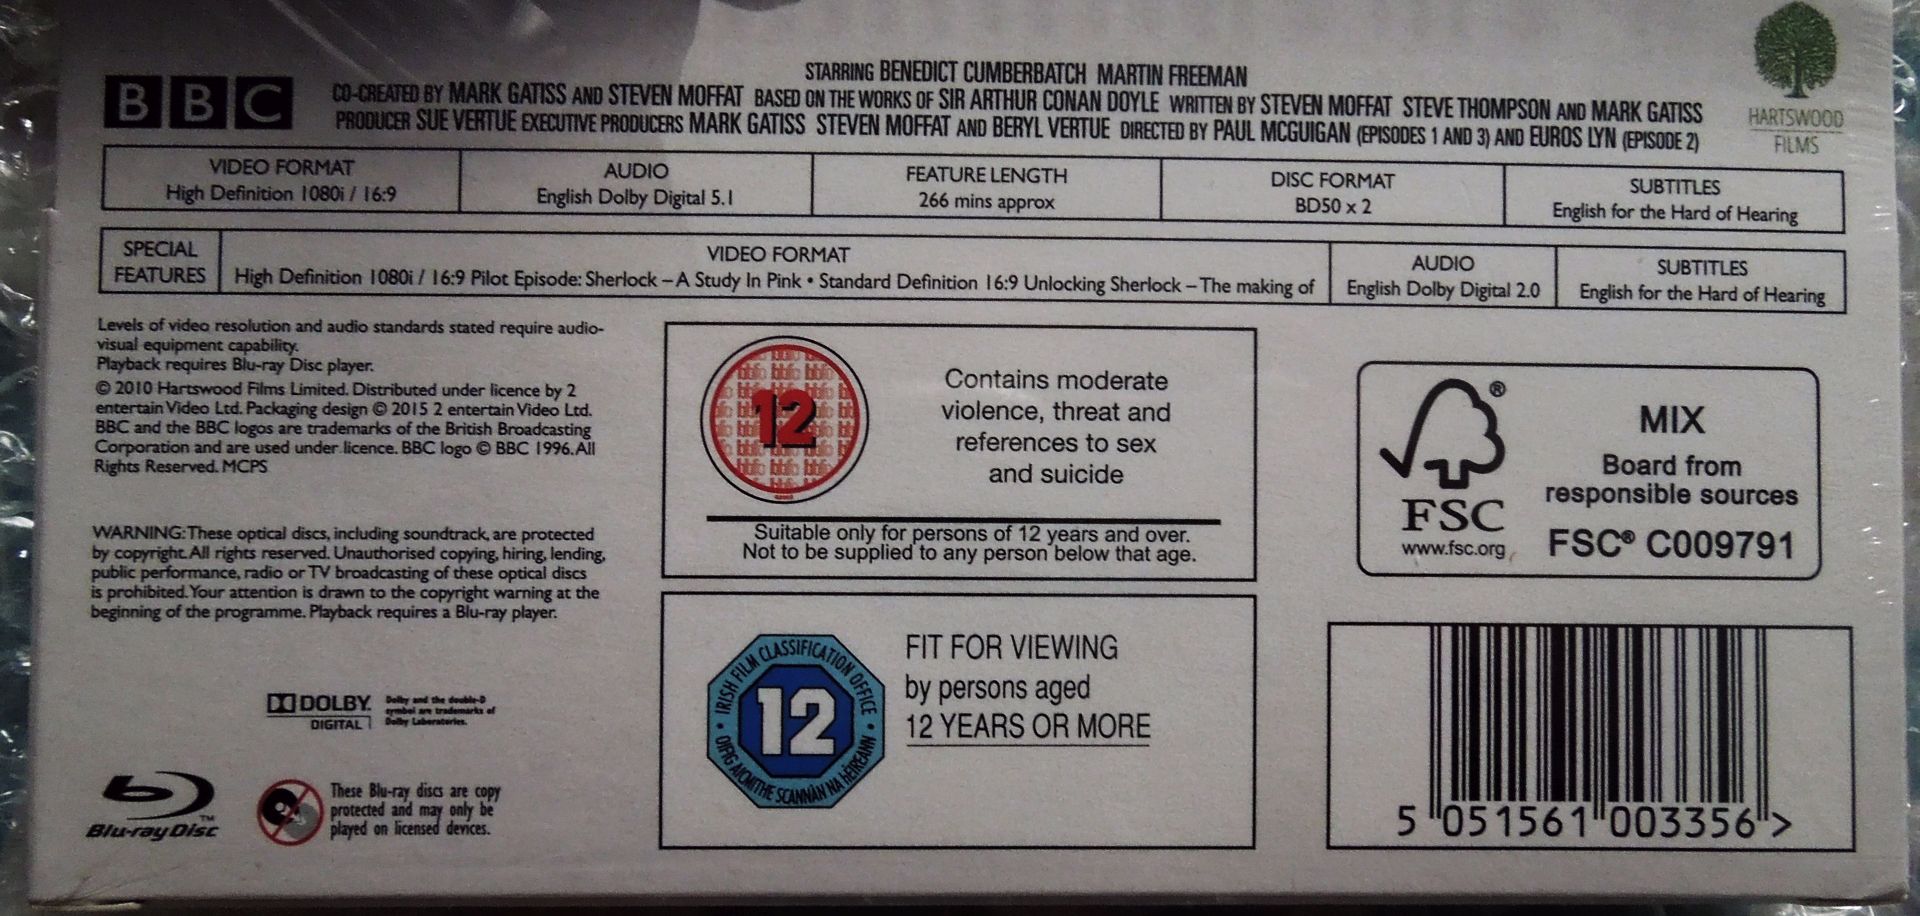 STARRING BENEDICT CUMBERBATCH MARTIN FREEMAN
BBC
CO-CREATED BY MARK GATISS AND STEVEN MOFFAT BASED ON THE WORKS OF SIR ARTHUR CONAN DOYLE WRITTEN BY STEVEN MOFFAT STEVE THOMPSON AND MARK GATISS
PRODUCER SUE VERTUE EXECUTIVE PRODUCERS MARK GATISS STEVEN MOFFAT AND BERYL VERTUE DIRECTED BY PAUL MCGUIGAN (EPISODES 1 AND 3) AND EUROS LYN (EPISODE 2)
HARTSWOOD
FILMS
VIDEO FORMAT
High Definition 1080i / 16:9
AUDIO
English Dolby Digital 5.1
FEATURE LENGTH
266 mins approx
DISC FORMAT
BD50 x 2
SUBTITLES
English for the Hard of Hearing
SPECIAL
FEATURES
VIDEO FORMAT
High Definition 1080i / 16:9 Pilot Episode: Sherlock – A Study In Pink • Standard Definition 16:9 Unlocking Sherlock – The making of
AUDIO
English Dolby Digital 2.0
SUBTITLES
English for the Hard of Hearing
Levels of video resolution and audio standards stated require audio-
visual equipment capability.
Playback requires Blu-ray Disc player.
© 2010 Hartswood Films Limited. Distributed under licence by 2
entertain Video Ltd. Packaging design © 2015 2 entertain Video Ltd.
BBC and the BBC logos are trademarks of the British Broadcasting
Corporation and are used under licence. BBC logo © BBC 1996. All
Rights Reserved. MCPS
WARNING: These optical discs, including soundtrack, are protected
by copyright. All rights reserved. Unauthorised copying, hiring, lending,
public performance, radio or TV broadcasting of these optical discs
is prohibited. Your attention is drawn to the copyright warning at the
beginning of the programme. Playback requires a Blu-ray player.
DOLBY
DIGITAL
Dolby and the double-D
symbol are trademarks of
Dolby Laboratories.
Blu-ray Disc™
These Blu-ray discs are copy
protected and may only be
played on licensed devices.
bbfc
12
Contains moderate
violence, threat and
references to sex
and suicide
Suitable only for persons of 12 years and over.
Not to be supplied to any person below that age.
IRISH FILM CLASSIFICATION OFFICE
12
OIFIG AICMITHE SCANNÁN NA hÉIREANN
FIT FOR VIEWING
by persons aged
12 YEARS OR MORE
®
FSC
www.fsc.org
MIX
Board from
responsible sources
FSC® C009791
5 051561 003356 >